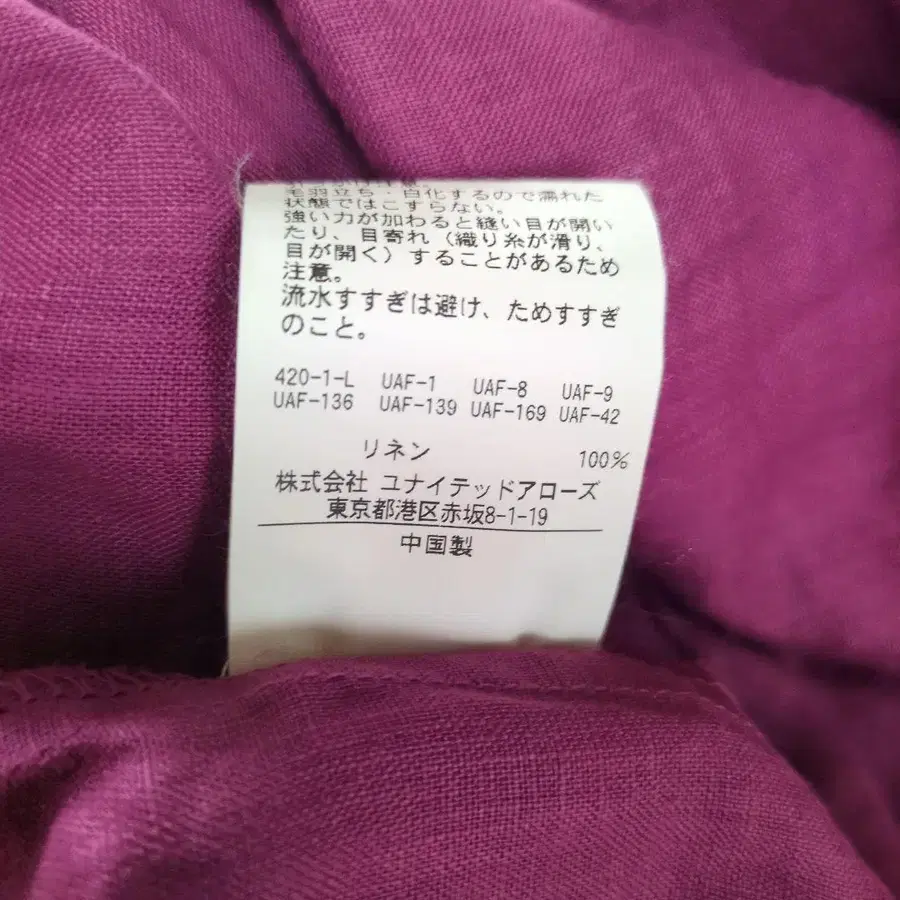 毛羽立ち・白化するので濡れた
状態ではこすらない。
強い力が加わると縫い目が開い
たり、目寄れ（織り糸が滑り、
目が開く）することがあるため
注意。
流水すすぎは避け、ためすすぎ
のこと。
420-1-L UAF-1 UAF-8 UAF-9
UAF-136 UAF-139 UAF-169 UAF-42
リネン 100%
株式会社 ユナイテッドアローズ
東京都港区赤坂8-1-19
中国製